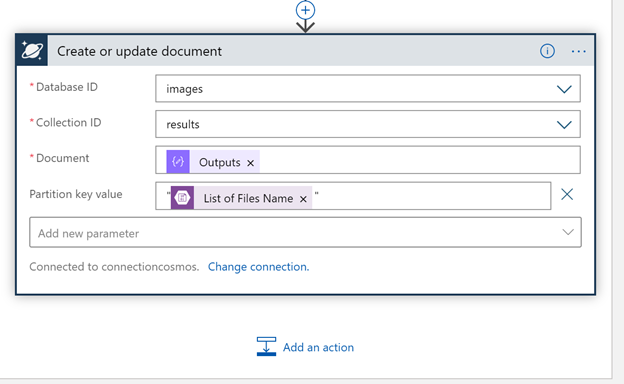 Create or update document
* Database ID
images
* Collection ID
results
* Document
Outputs ×
Partition key value
" List of Files Name × "
Add new parameter
Connected to connectioncosmos. Change connection.
Add an action